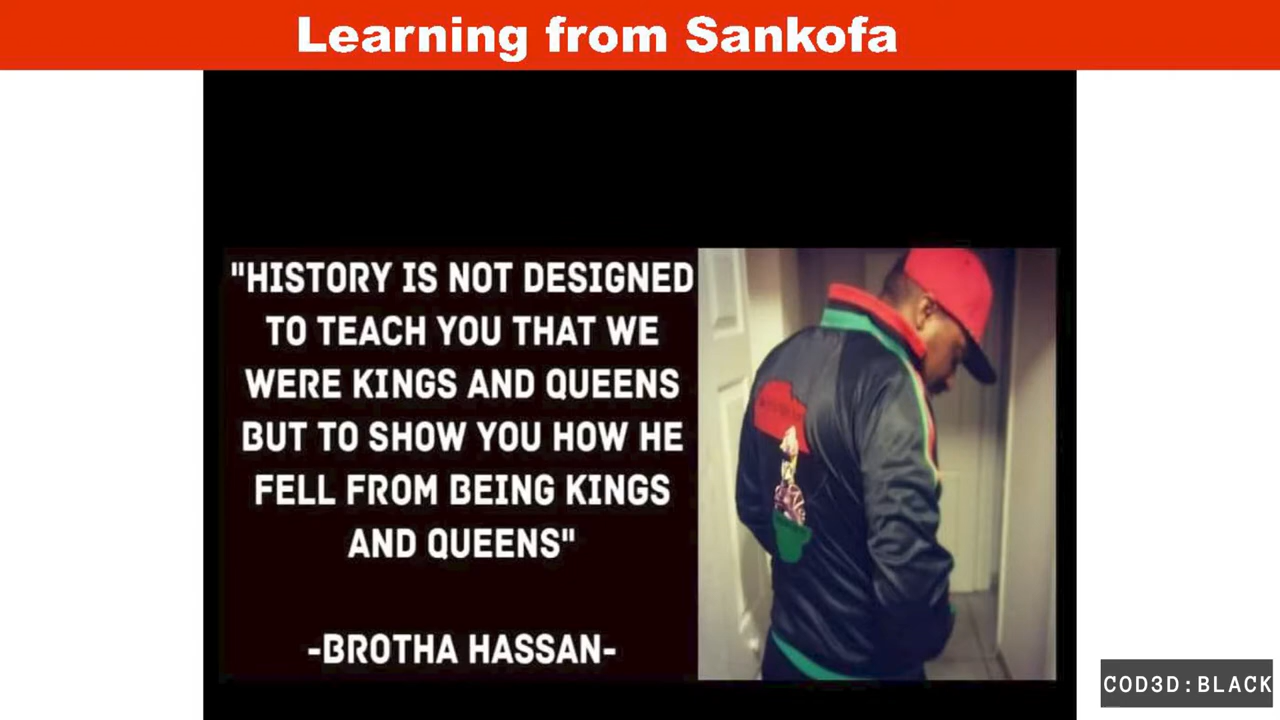 Learning from Sankofa
"HISTORY IS NOT DESIGNED
TO TEACH YOU THAT WE
WERE KINGS AND QUEENS
BUT TO SHOW YOU HOW HE
FELL FROM BEING KINGS
AND QUEENS"
-BROTHA HASSAN-
COD3D:BLACK